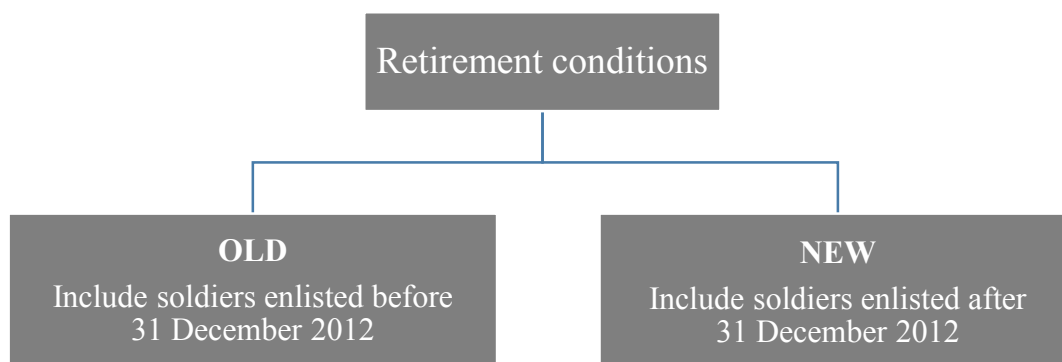 Retirement conditions
OLD
Include soldiers enlisted before
31 December 2012
NEW
Include soldiers enlisted after
31 December 2012